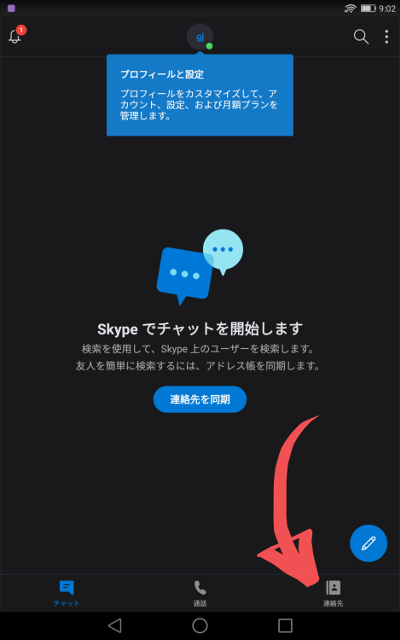 9:02
1
gj
プロフィールと設定
プロフィールをカスタマイズして、ア
カウント、設定、および月額プランを
管理します。
Skype でチャットを開始します
検索を使用して、Skype 上のユーザーを検索します。
友人を簡単に検索するには、アドレス帳を同期します。
連絡先を同期
チャット
通話
連絡先